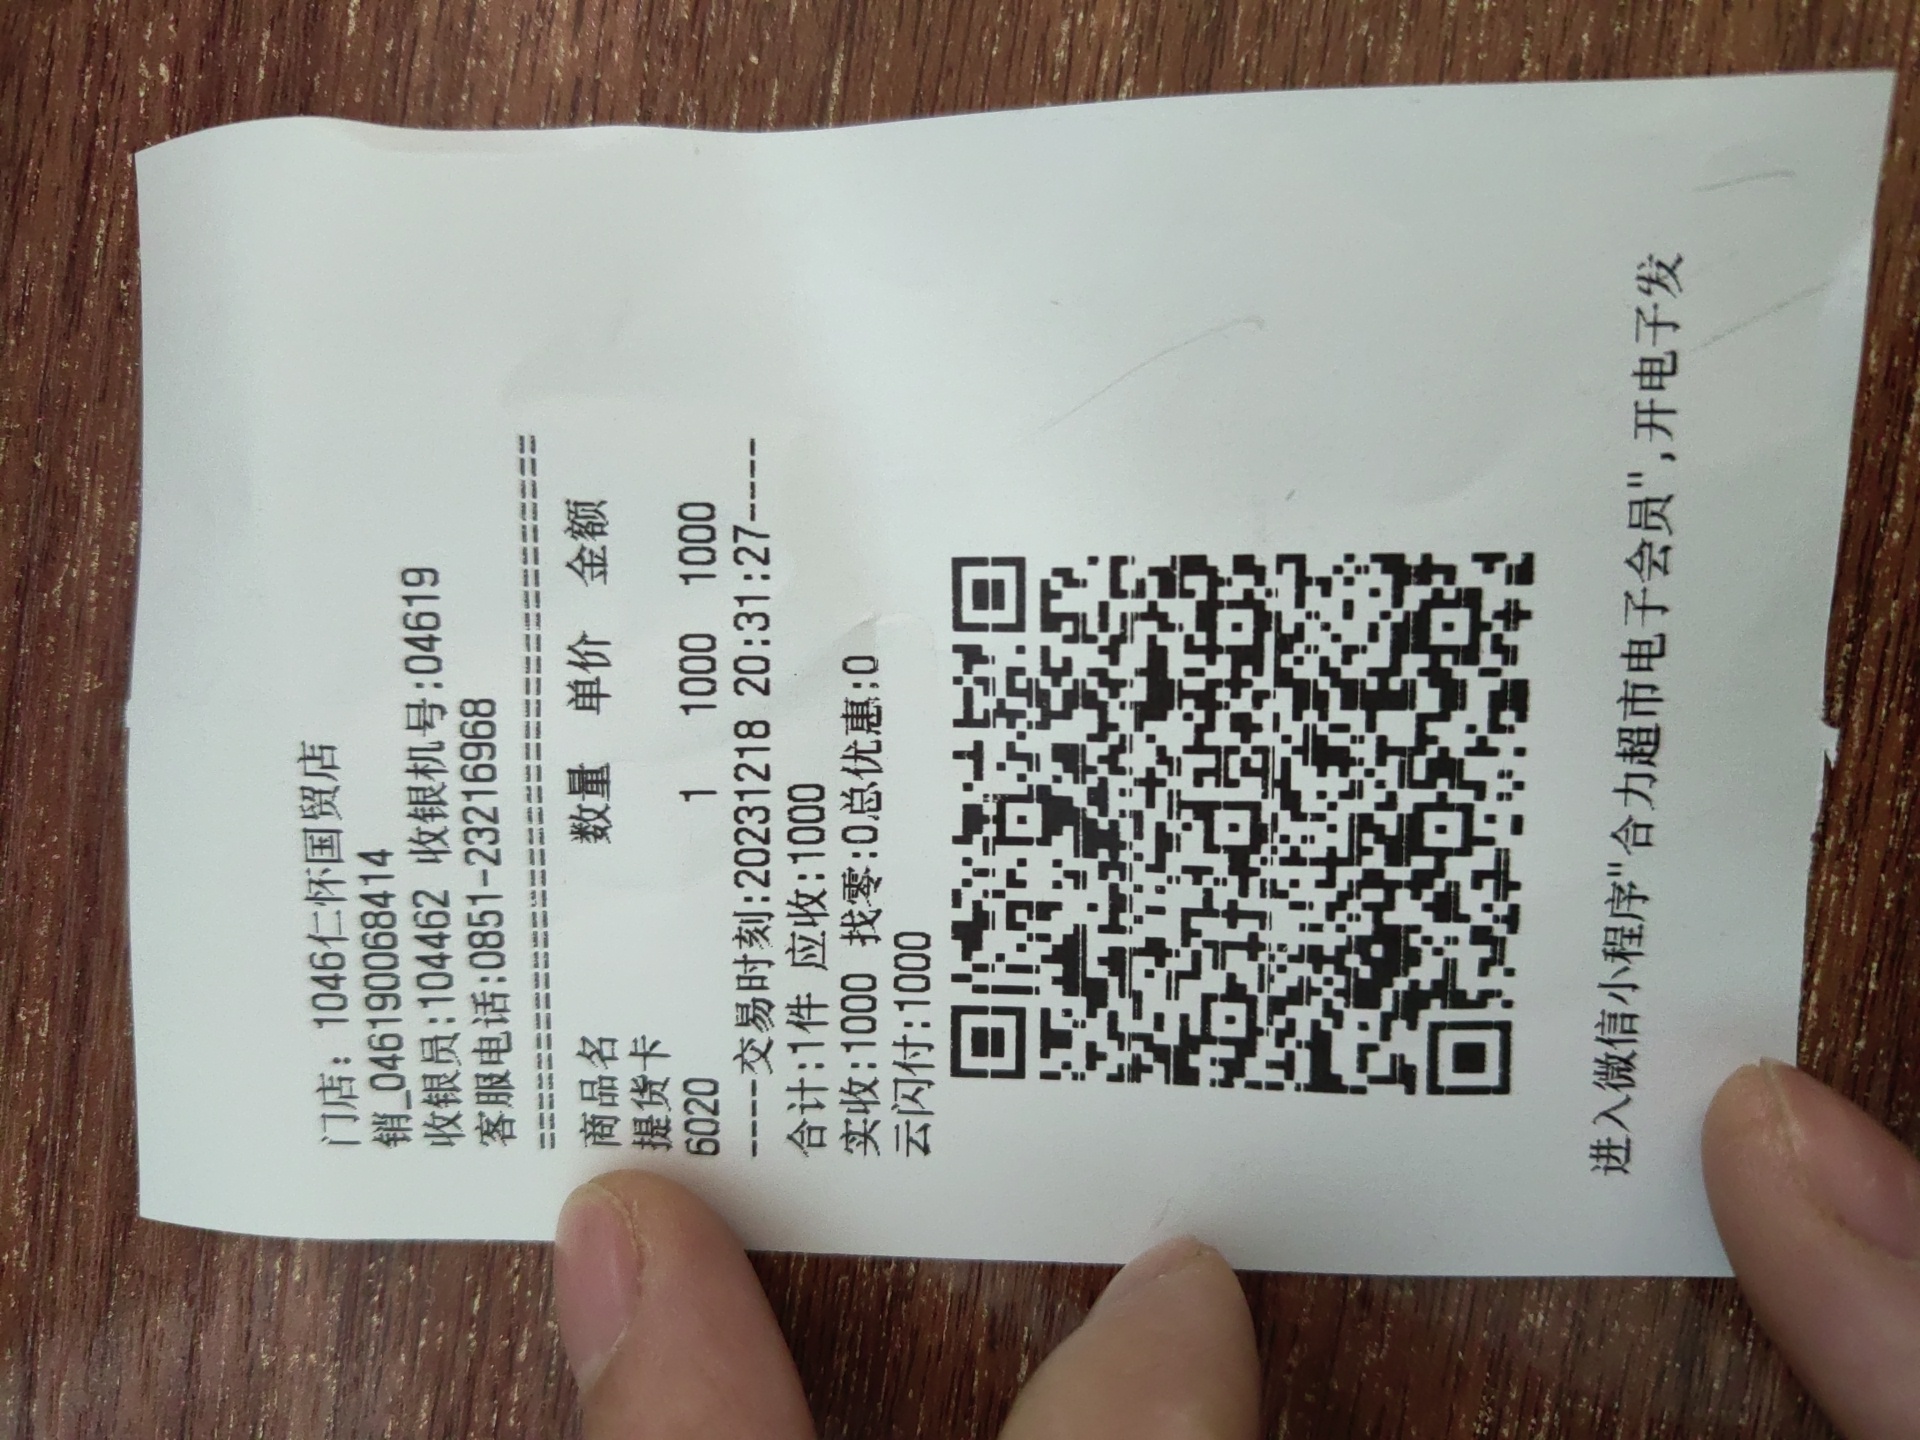 门店: 1046仁怀国贸店
销_046190068414
收银员:104462 收银机号:04619
客服电话:0851-23216968
==========================================
商品名 数量 单价 金额
提货卡
6020 1 1000 1000
----交易时刻:20231218 20:31:27----
合计:1件 应收:1000
实收:1000 找零:0总优惠:0
云闪付:1000
进入微信小程序"合力超市电子会员",开电子发